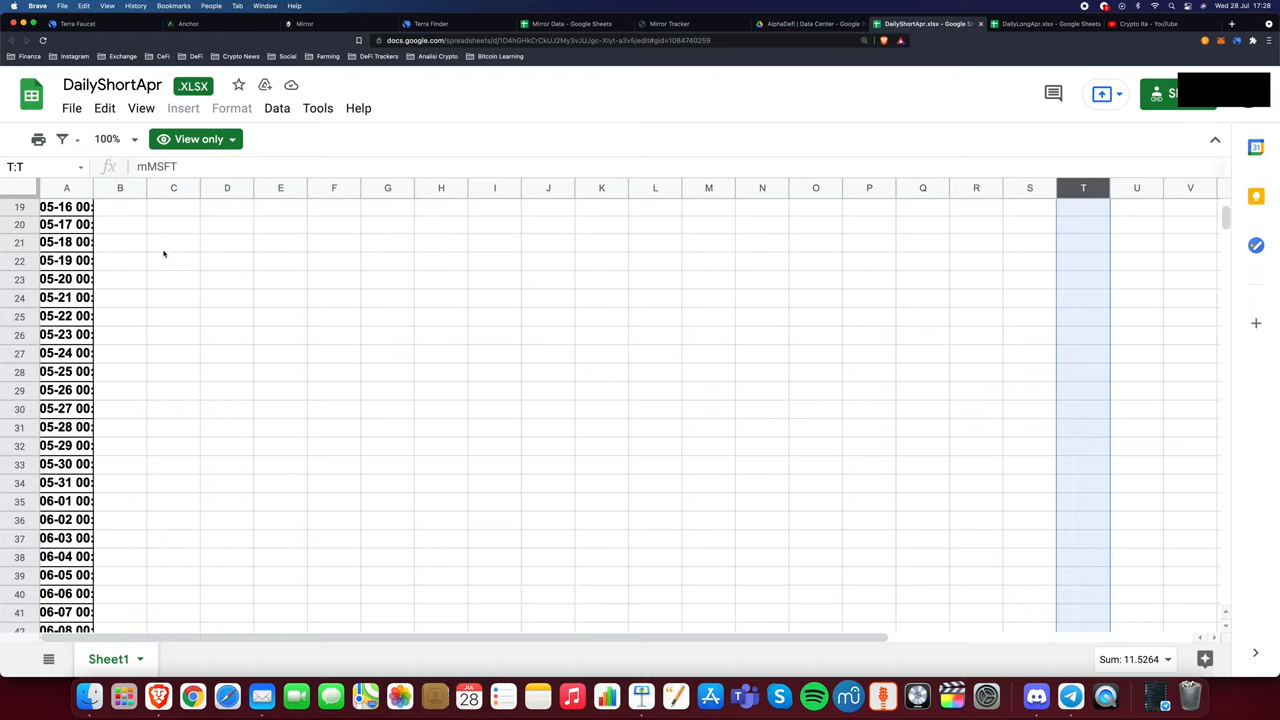 Brave File Edit View History Bookmarks People Tab Window Help Wed 28 Jul 17:28
Terra Faucet Anchor Mirror Terra Finder Mirror Data - Google Sheets Mirror Tracker AlphaDefi | Data Center - Google D DailyShortApr.xlsx - Google Sh DailyLongApr.xlsx - Google Sheets Crypto Ita - YouTube
docs.google.com/spreadsheets/d/1O4hGHkCrCkUJ2My3vJUJgc-XIyt-a3v5/edit#gid=1084740259
Finanza Instagram Exchange CeFi DeFi Crypto News Social Farming DeFi Trackers Analisi Crypto Bitcoin Learning
DailyShortApr .XLSX
File Edit View Insert Format Data Tools Help
100% View only
T:T fx mMSFT
A B C D E F G H I J K L M N O P Q R S T U V
19 05-16 00:
20 05-17 00:
21 05-18 00:
22 05-19 00:
23 05-20 00:
24 05-21 00:
25 05-22 00:
26 05-23 00:
27 05-24 00:
28 05-25 00:
29 05-26 00:
30 05-27 00:
31 05-28 00:
32 05-29 00:
33 05-30 00:
34 05-31 00:
35 06-01 00:
36 06-02 00:
37 06-03 00:
38 06-04 00:
39 06-05 00:
40 06-06 00:
41 06-07 00:
42 06-08 00:
Sheet1 Sum: 11.5264
JUL
28